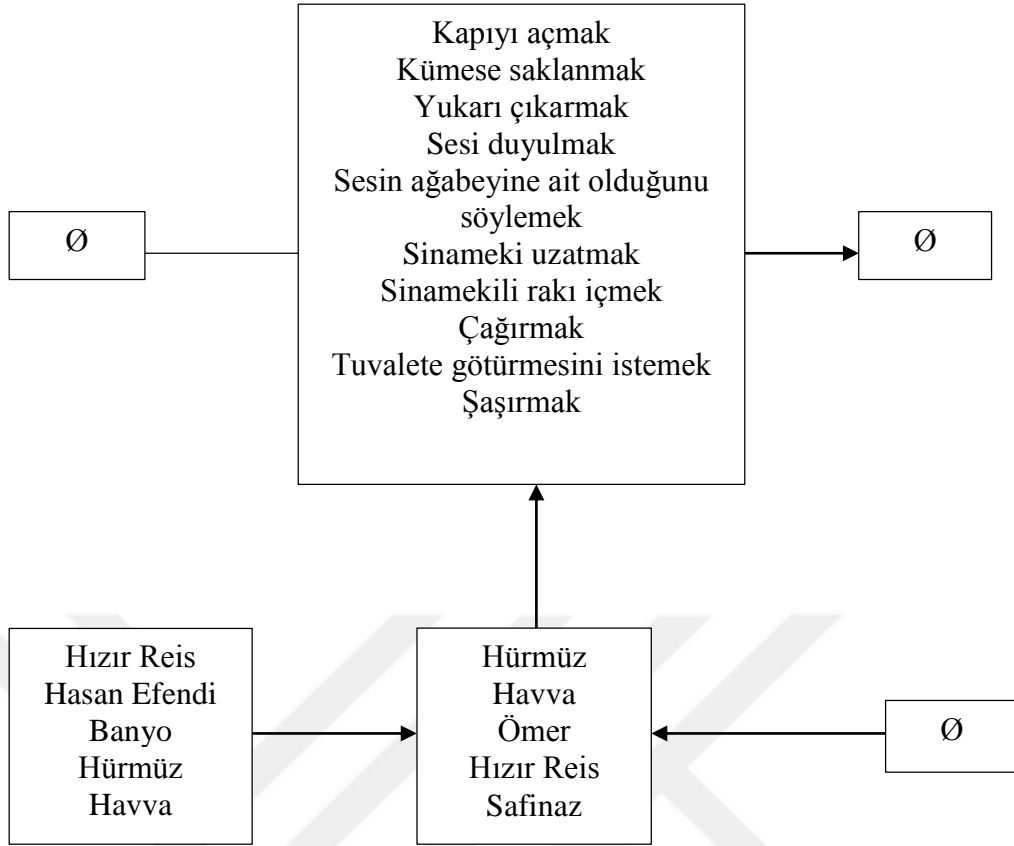 Kapıyı açmak
Kümese saklanmak
Yukarı çıkarmak
Sesi duyulmak
Sesin ağabeyine ait olduğunu
söylemek
Sinameki uzatmak
Sinamekili rakı içmek
Çağırmak
Tuvalete götürmesini istemek
Şaşırmak
Ø
Ø
Hızır Reis
Hasan Efendi
Banyo
Hürmüz
Havva
Hürmüz
Havva
Ömer
Hızır Reis
Safinaz
Ø